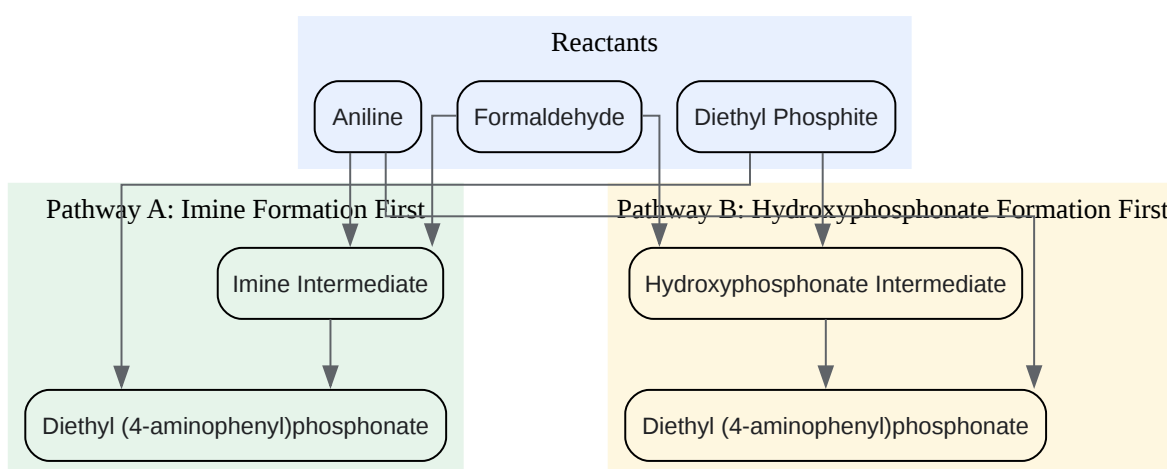 Reactants
Aniline
Formaldehyde
Diethyl Phosphite
Pathway A: Imine Formation First
Pathway B: Hydroxyphosphonate Formation First
Imine Intermediate
Hydroxyphosphonate Intermediate
Diethyl (4-aminophenyl)phosphonate
Diethyl (4-aminophenyl)phosphonate